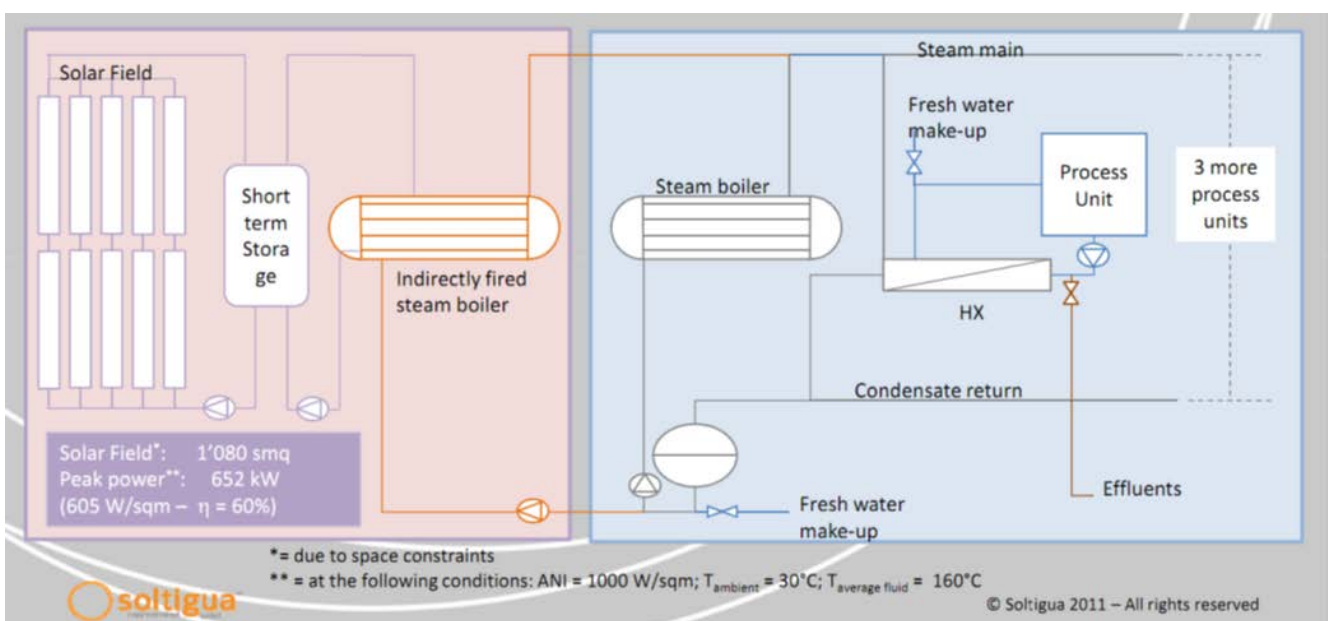 Solar Field
Short
term
Stora
ge
Indirectly fired
steam boiler
Solar Field*: 1'080 smq
Peak power**: 652 kW
(605 W/sqm – η = 60%)
Steam main
Fresh water
make-up
Steam boiler
Process
Unit
3 more
process
units
HX
Condensate return
Effluents
Fresh water
make-up
*= due to space constraints
** = at the following conditions: ANI = 1000 W/sqm; Tambient = 30°C; Taverage fluid = 160°C
soltigua
© Soltigua 2011 – All rights reserved